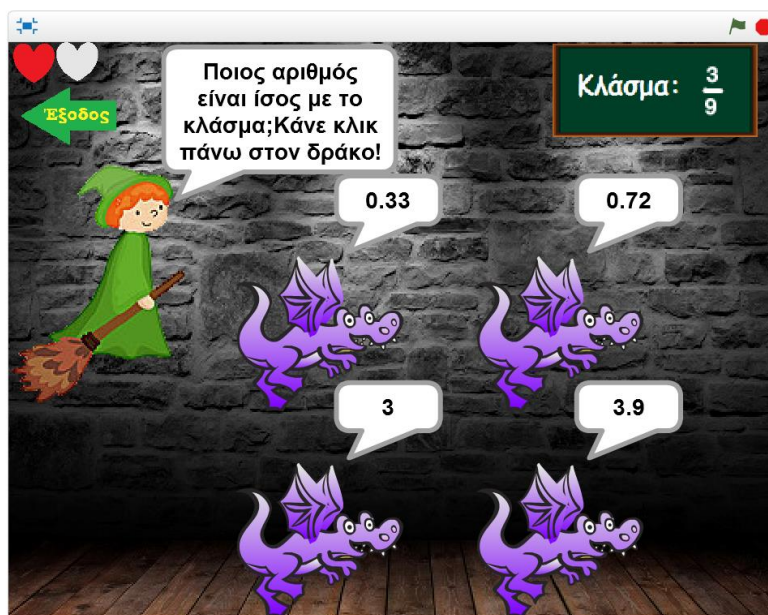 Ποιος αριθμός
είναι ίσος με το
κλάσμα;Κάνε κλικ
πάνω στον δράκο!
Κλάσμα: 3/9
Έξοδος
0.33
0.72
3
3.9